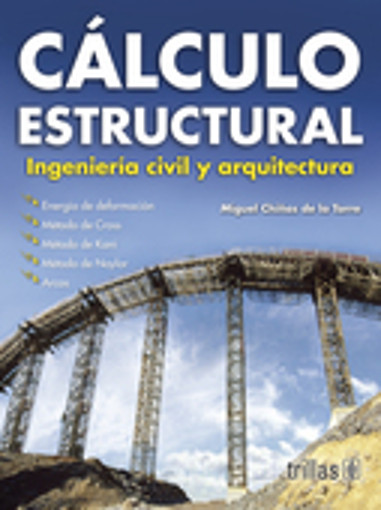 CÁLCULO
ESTRUCTURAL
Ingeniería civil y arquitectura
Energía de deformación
Miguel Chiñas de la Torre
Método de Cross
Método de Kani
Método de Naylor
Arcos
trillas